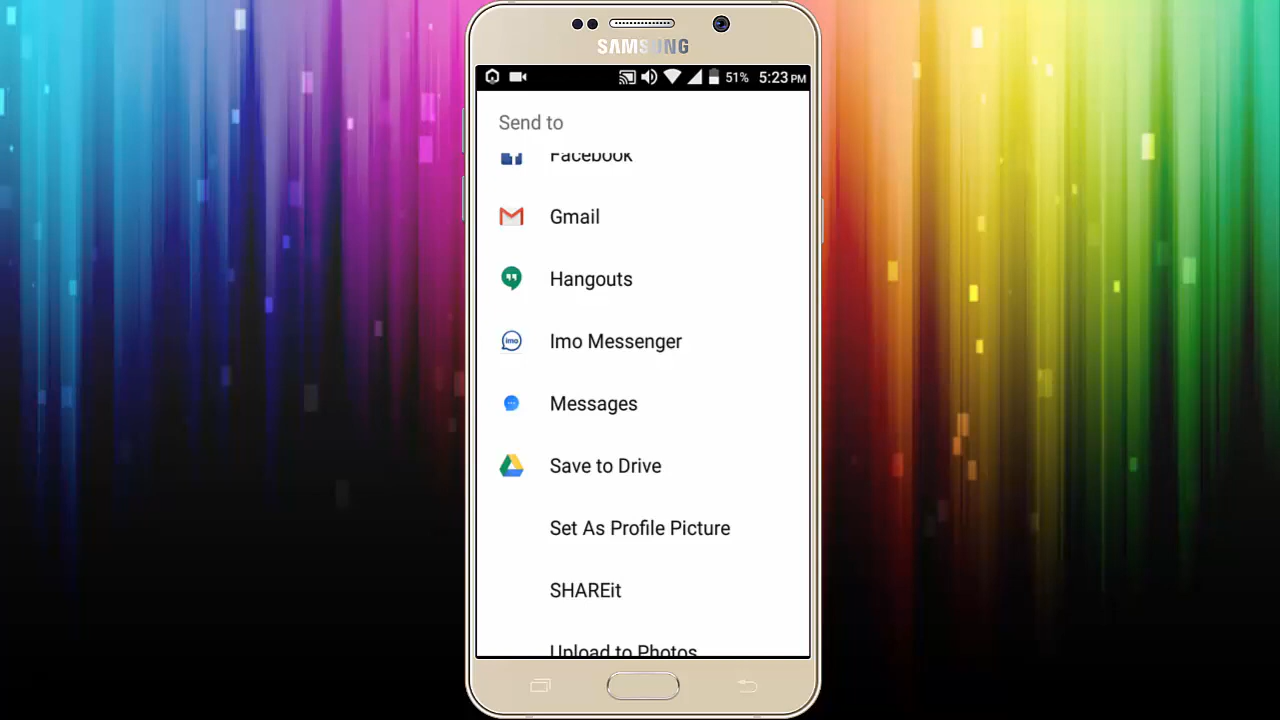 SAMSUNG
51% 5:23 PM
Send to
Facebook
Gmail
Hangouts
imo
Imo Messenger
Messages
Save to Drive
Set As Profile Picture
SHAREit
Upload to Photos